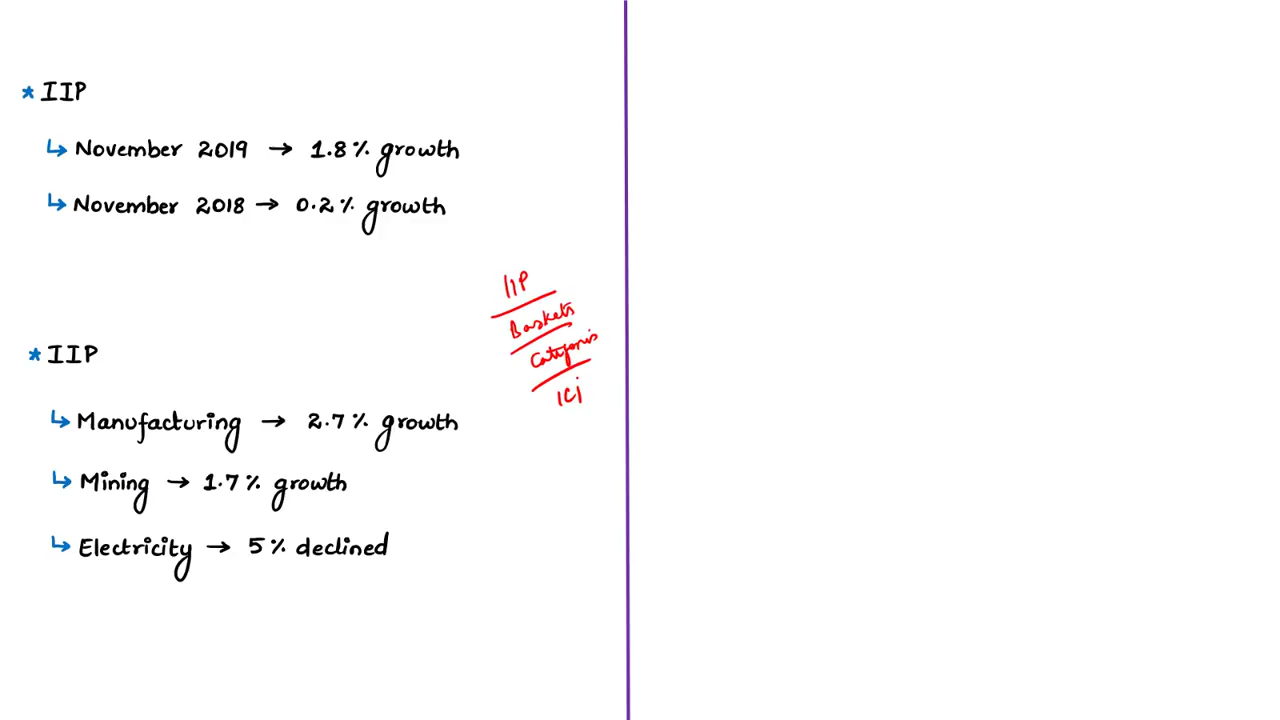 * IIP
↳ November 2019 → 1.8% growth
↳ November 2018 → 0.2% growth
IIP
Baskets
Categoris
ICI
* IIP
↳ Manufacturing → 2.7% growth
↳ Mining → 1.7% growth
↳ Electricity → 5% declined